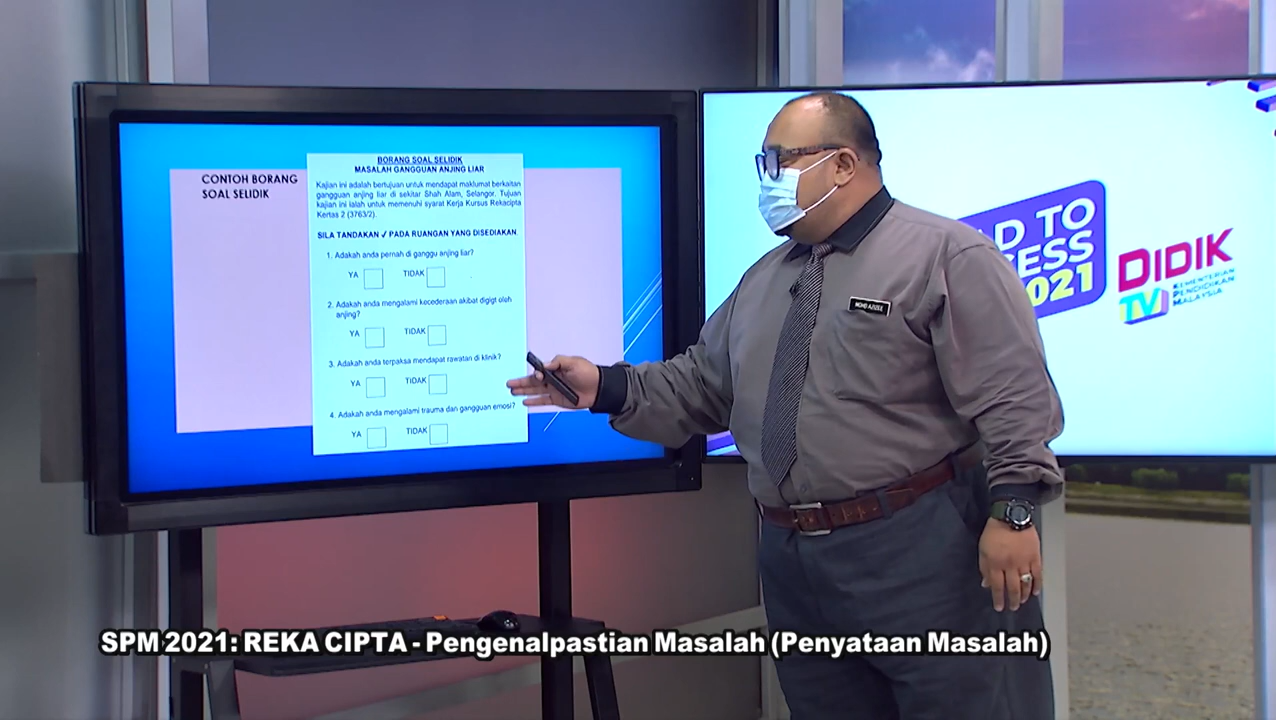 CONTOH BORANG
SOAL SELIDIK
BORANG SOAL SELIDIK
MASALAH GANGGUAN ANJING LIAR
Kajian ini adalah bertujuan untuk mendapat maklumat berkaitan
gangguan anjing liar di sekitar Shah Alam, Selangor. Tujuan
kajian ini ialah untuk memenuhi syarat Kerja Kursus Rekacipta
Kertas 2 (3763/2).
SILA TANDAKAN ✓ PADA RUANGAN YANG DISEDIAKAN
1. Adakah anda pernah di ganggu anjing liar?
YA TIDAK
2. Adakah anda mengalami kecederaan akibat digigt oloh
anjing?
YA TIDAK
3. Adakah anda terpaksa mendapat rawatan di klinik?
YA TIDAK
4. Adakah anda mengalami trauma dan gangguan emosi?
YA TIDAK
MOHD AZIZEE
D TO
CESS
2021
DIDIK
TV
KEMENTERIAN
PENDIDIKAN
MALAYSIA
SPM 2021: REKA CIPTA - Pengenalpastian Masalah (Penyataan Masalah)